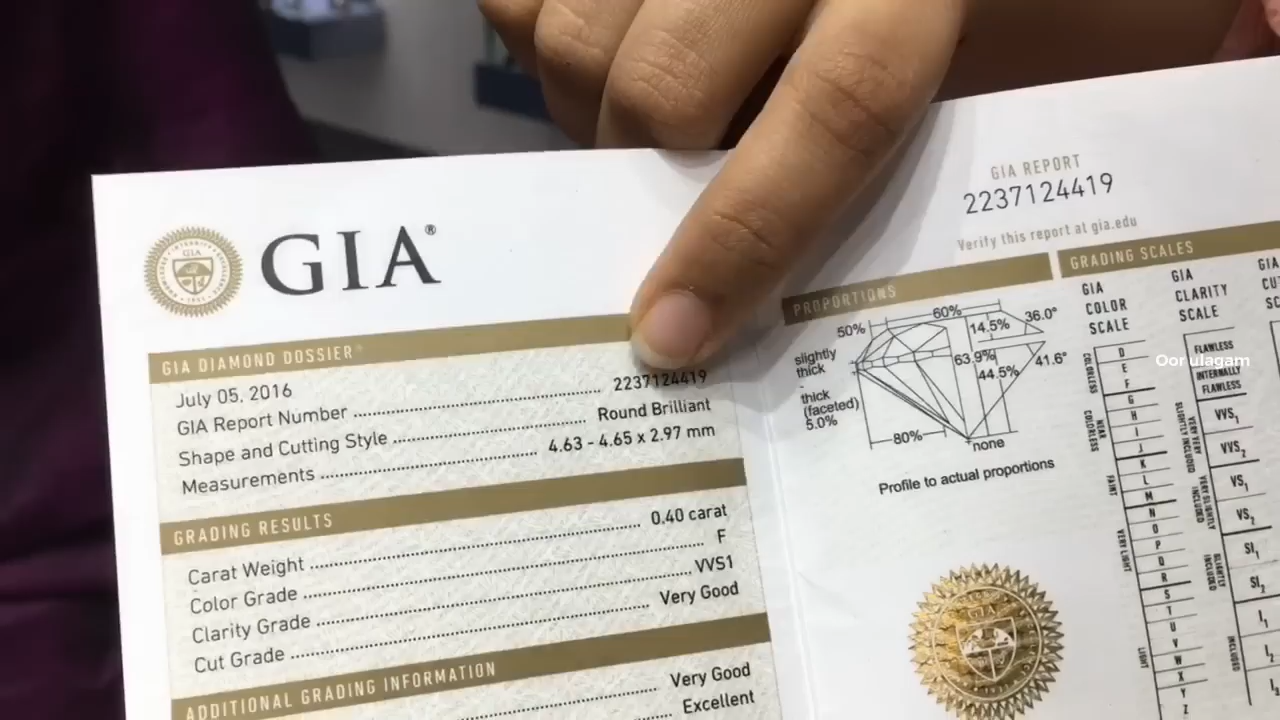 GIA®
GIA DIAMOND DOSSIER®
July 05, 2016
GIA Report Number 2237124419
Shape and Cutting Style Round Brilliant
Measurements 4.63 - 4.65 x 2.97 mm
GRADING RESULTS
Carat Weight 0.40 carat
Color Grade F
Clarity Grade VVS1
Cut Grade Very Good
ADDITIONAL GRADING INFORMATION
Very Good
Excellent
GIA REPORT
2237124419
Verify this report at gia.edu
PROPORTIONS
60%
50%
14.5%
36.0°
slightly
thick
-
thick
(faceted)
5.0%
63.9%
44.5%
41.6°
80%
none
Profile to actual proportions
GRADING SCALES
GIA
COLOR
SCALE
COLORLESS
D
E
F
NEAR
COLORLESS
G
H
I
J
FAINT
K
L
M
VERY LIGHT
N
O
P
Q
R
LIGHT
S
T
U
V
W
X
Y
Z
GIA
CLARITY
SCALE
FLAWLESS
INTERNALLY
FLAWLESS
VERY VERY
SLIGHTLY INCLUDED
VVS1
VVS2
VERY SLIGHTLY
INCLUDED
VS1
VS2
SLIGHTLY
INCLUDED
SI1
SI2
INCLUDED
I1
I2
GIA
Oor ulagam